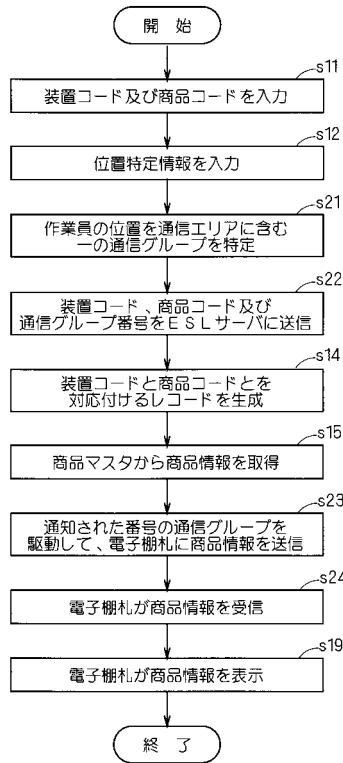 開 始
s11
装置コード及び商品コードを入力
s12
位置特定情報を入力
s21
作業員の位置を通信エリアに含む
一の通信グループを特定
s22
装置コード、商品コード及び
通信グループ番号をESLサーバに送信
s14
装置コードと商品コードとを
対応付けるレコードを生成
s15
商品マスタから商品情報を取得
s23
通知された番号の通信グループを
駆動して、電子棚札に商品情報を送信
s24
電子棚札が商品情報を受信
s19
電子棚札が商品情報を表示
終 了